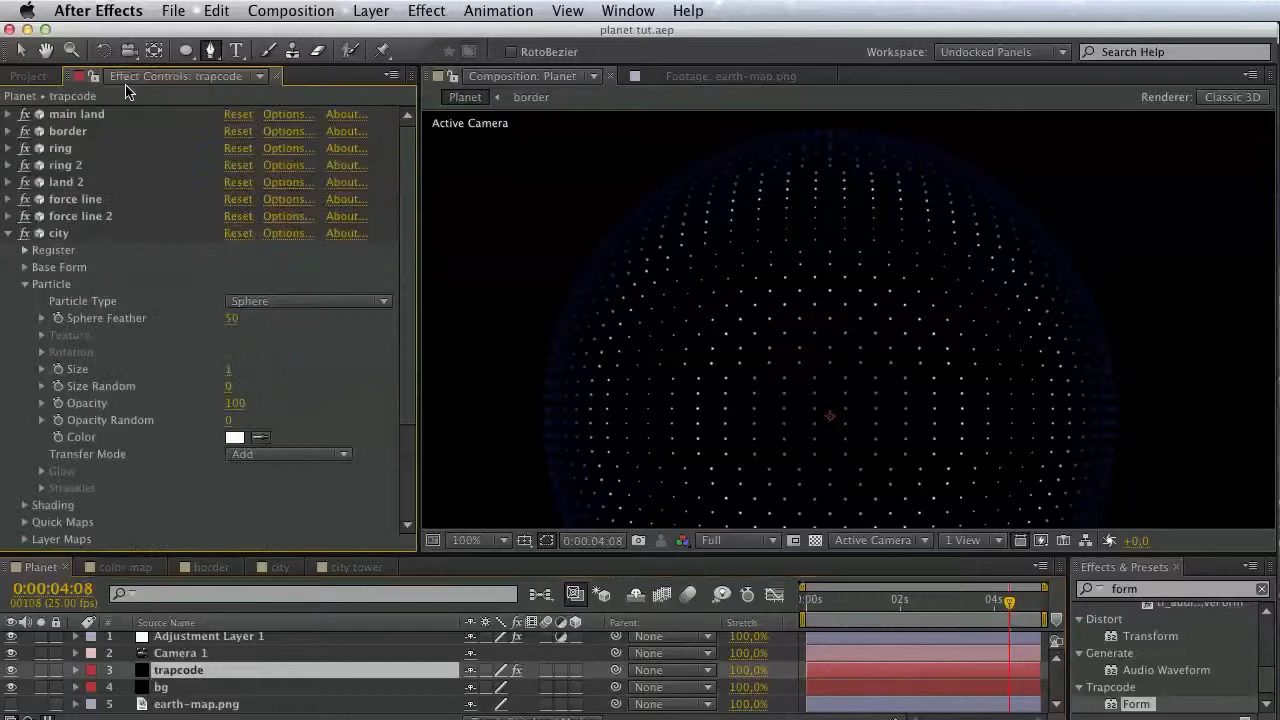 After Effects File Edit Composition Layer Effect Animation View Window Help
planet tut.aep
RotoBezier Workspace: Undocked Panels Search Help
Project Effect Controls: trapcode Composition: Planet Footage: earth-map.png
Planet • trapcode Planet border Renderer: Classic 3D
main land Reset Options... About...
Active Camera
border Reset Options... About...
ring Reset Options... About...
ring 2 Reset Options... About...
land 2 Reset Options... About...
force line Reset Options... About...
force line 2 Reset Options... About...
city Reset Options... About...
Register
Base Form
Particle
Particle Type Sphere
Sphere Feather 50
Texture
Rotation
Size 1
Size Random 0
Opacity 100
Opacity Random 0
Color
Transfer Mode Add
Glow
Streaklets
Shading
Quick Maps
Layer Maps
100% 0:00:04:08 Full Active Camera 1 View +0,0
Planet color map border city city tower Effects & Presets
0:00:04:08
00108 (25.00 fps)
form
:00s 02s 04s
# Source Name Parent Stretch
Distort
1 Adjustment Layer 1 None 100,0% Transform
2 Camera 1 None 100,0% Generate
3 trapcode None 100,0% Audio Waveform
4 bg None 100,0% Trapcode
5 earth-map.png None 100,0% Form